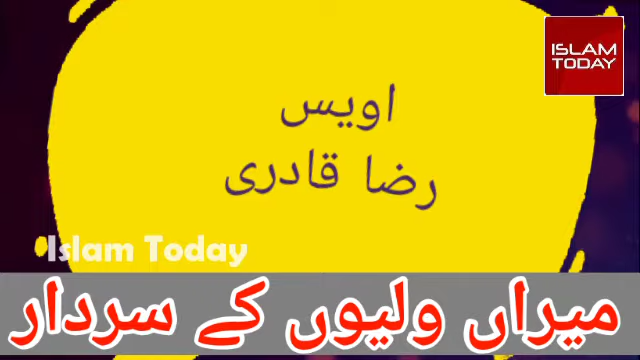 ISLAM
TODAY
اویس
رضا قادری
Islam Today
میراں ولیوں کے سردار